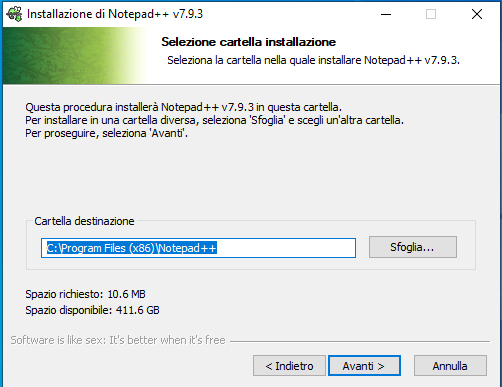 Installazione di Notepad++ v7.9.3
Selezione cartella installazione
Seleziona la cartella nella quale installare Notepad++ v7.9.3.
Questa procedura installerà Notepad++ v7.9.3 in questa cartella.
Per installare in una cartella diversa, seleziona 'Sfoglia' e scegli un'altra cartella.
Per proseguire, seleziona 'Avanti'.
Cartella destinazione
C:\Program Files (x86)\Notepad++
Sfoglia...
Spazio richiesto: 10.6 MB
Spazio disponibile: 411.6 GB
Software is like sex: It's better when it's free
< Indietro
Avanti >
Annulla